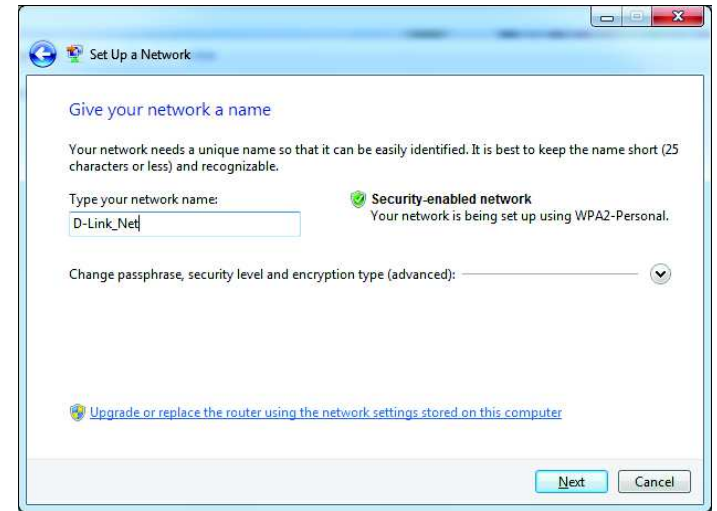 Set Up a Network
Give your network a name
Your network needs a unique name so that it can be easily identified. It is best to keep the name short (25
characters or less) and recognizable.
Type your network name:
D-Link_Net
Security-enabled network
Your network is being set up using WPA2-Personal.
Change passphrase, security level and encryption type (advanced):
Upgrade or replace the router using the network settings stored on this computer
Next
Cancel